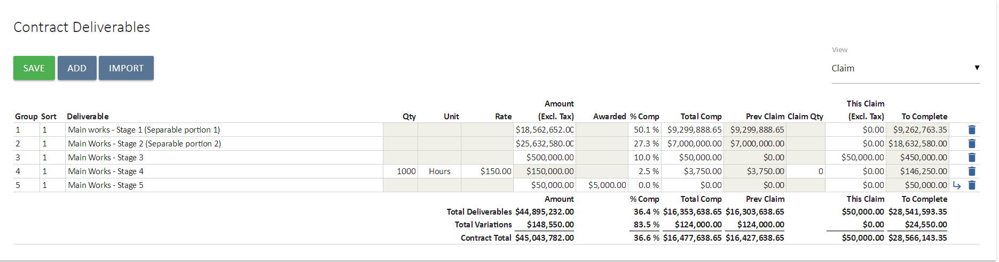 Contract Deliverables
View
SAVE ADD IMPORT Claim
Amount This Claim
Group Sort Deliverable Qty Unit Rate (Excl. Tax) Awarded % Comp Total Comp Prev Claim Claim Qty (Excl. Tax) To Complete
1 1 Main works - Stage 1 (Separable portion 1) $18,562,652.00 50.1 % $9,299,888.65 $9,299,888.65 $0.00 $9,262,763.35
2 1 Main Works - Stage 2 (Separable portion 2) $25,632,580.00 27.3 % $7,000,000.00 $7,000,000.00 $0.00 $18,632,580.00
3 1 Main Works - Stage 3 $500,000.00 10.0 % $50,000.00 $0.00 $50,000.00 $450,000.00
4 1 Main Works - Stage 4 1000 Hours $150.00 $150,000.00 2.5 % $3,750.00 $3,750.00 0 $0.00 $146,250.00
5 1 Main Works - Stage 5 $50,000.00 $5,000.00 0.0 % $0.00 $0.00 $0.00 $50,000.00
Amount % Comp Total Comp Prev Claim This Claim To Complete
Total Deliverables $44,895,232.00 36.4 % $16,353,638.65 $16,303,638.65 $50,000.00 $28,541,593.35
Total Variations $148,550.00 83.5 % $124,000.00 $124,000.00 $0.00 $24,550.00
Contract Total $45,043,782.00 36.6 % $16,477,638.65 $16,427,638.65 $50,000.00 $28,566,143.35